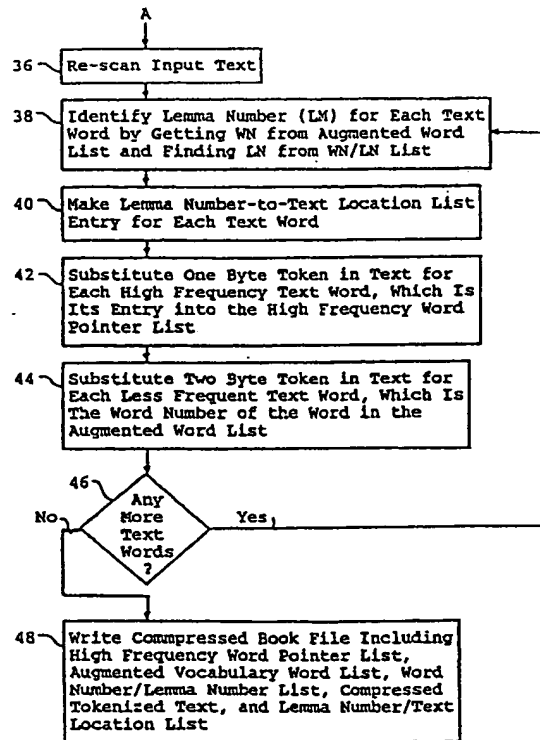 A
36 Re-scan Input Text
38 Identify Lemma Number (LM) for Each Text
Word by Getting WN from Augmented Word
List and Finding LN from WN/LN List
40 Make Lemma Number-to-Text Location List
Entry for Each Text Word
42 Substitute One Byte Token in Text for
Each High Frequency Text Word, Which Is
Its Entry into the High Frequency Word
Pointer List
44 Substitute Two Byte Token in Text for
Each Less Frequent Text Word, Which Is
The Word Number of the Word in the
Augmented Word List
46
Any
More
Text
Words
?
No
Yes
48 Write Commpressed Book File Including
High Frequency Word Pointer List,
Augmented Vocabulary Word List, Word
Number/Lemma Number List, Compressed
Tokenized Text, and Lemma Number/Text
Location List